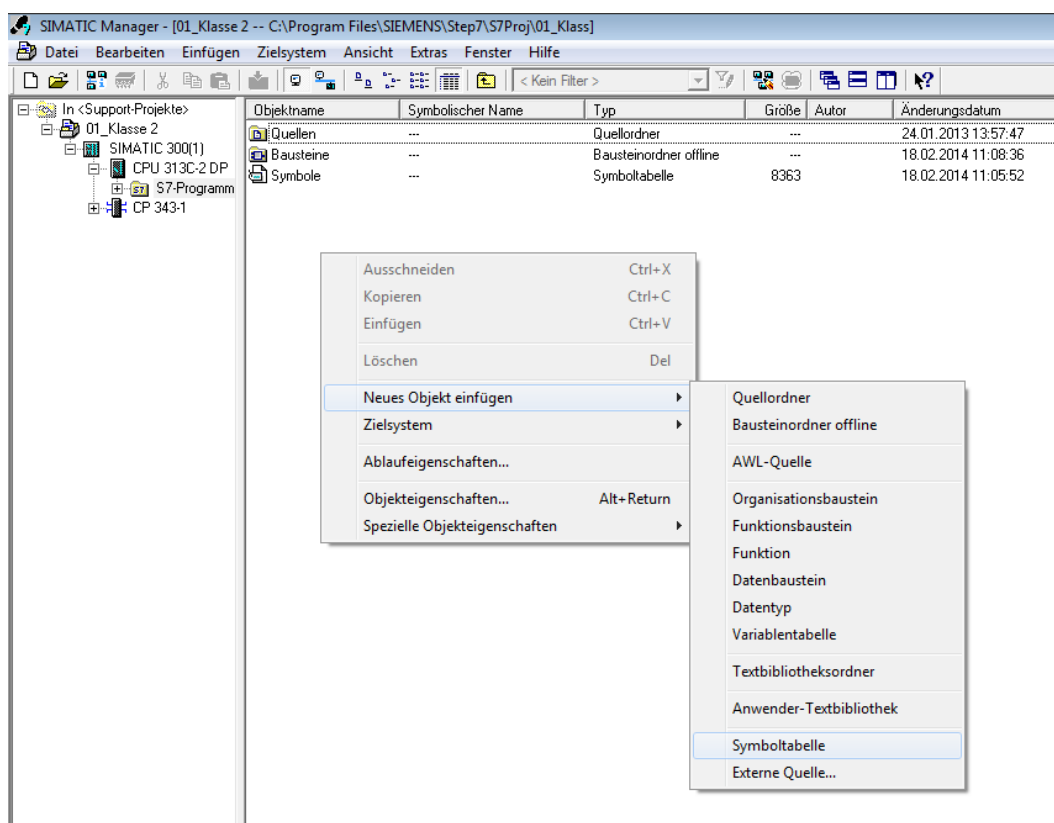 SIMATIC Manager - [01_Klasse 2 -- C:\Program Files\SIEMENS\Step7\S7Proj\01_Klass]
Datei Bearbeiten Einfügen Zielsystem Ansicht Extras Fenster Hilfe
< Kein Filter >
In <Support-Projekte>
01_Klasse 2
SIMATIC 300(1)
CPU 313C-2 DP
S7-Programm
CP 343-1
Objektname Symbolischer Name Typ Größe Autor Änderungsdatum
Quellen --- Quellordner --- 24.01.2013 13:57:47
Bausteine --- Bausteinordner offline --- 18.02.2014 11:08:36
Symbole --- Symboltabelle 8363 18.02.2014 11:05:52
Ausschneiden Ctrl+X
Kopieren Ctrl+C
Einfügen Ctrl+V
Löschen Del
Neues Objekt einfügen
Zielsystem
Ablaufeigenschaften...
Objekteigenschaften... Alt+Return
Spezielle Objekteigenschaften
Quellordner
Bausteinordner offline
AWL-Quelle
Organisationsbaustein
Funktionsbaustein
Funktion
Datenbaustein
Datentyp
Variablentabelle
Textbibliotheksordner
Anwender-Textbibliothek
Symboltabelle
Externe Quelle...